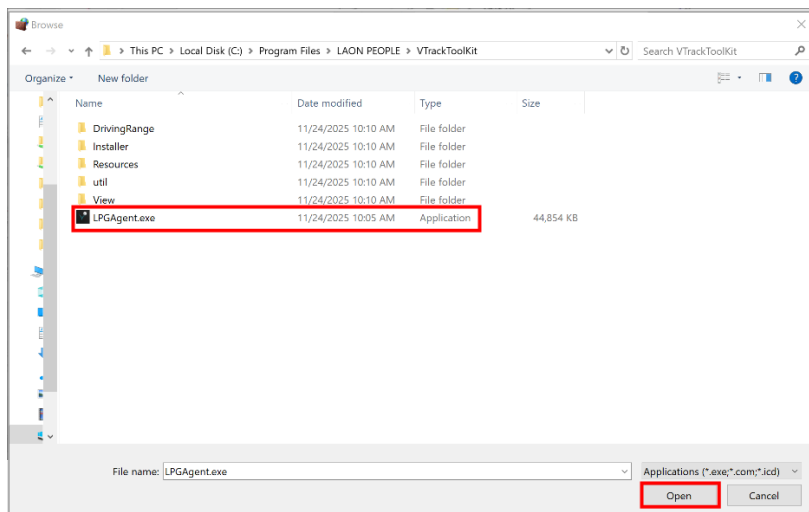 Browse
This PC > Local Disk (C:) > Program Files > LAON PEOPLE > VTrackToolKit
Search VTrackToolKit
Organize
New folder
Name Date modified Type Size
DrivingRange 11/24/2025 10:10 AM File folder
Installer 11/24/2025 10:10 AM File folder
Resources 11/24/2025 10:10 AM File folder
util 11/24/2025 10:10 AM File folder
View 11/24/2025 10:10 AM File folder
LPGAgent.exe 11/24/2025 10:05 AM Application 44,854 KB
File name: LPGAgent.exe Applications (*.exe;*.com;*.icd)
Open Cancel